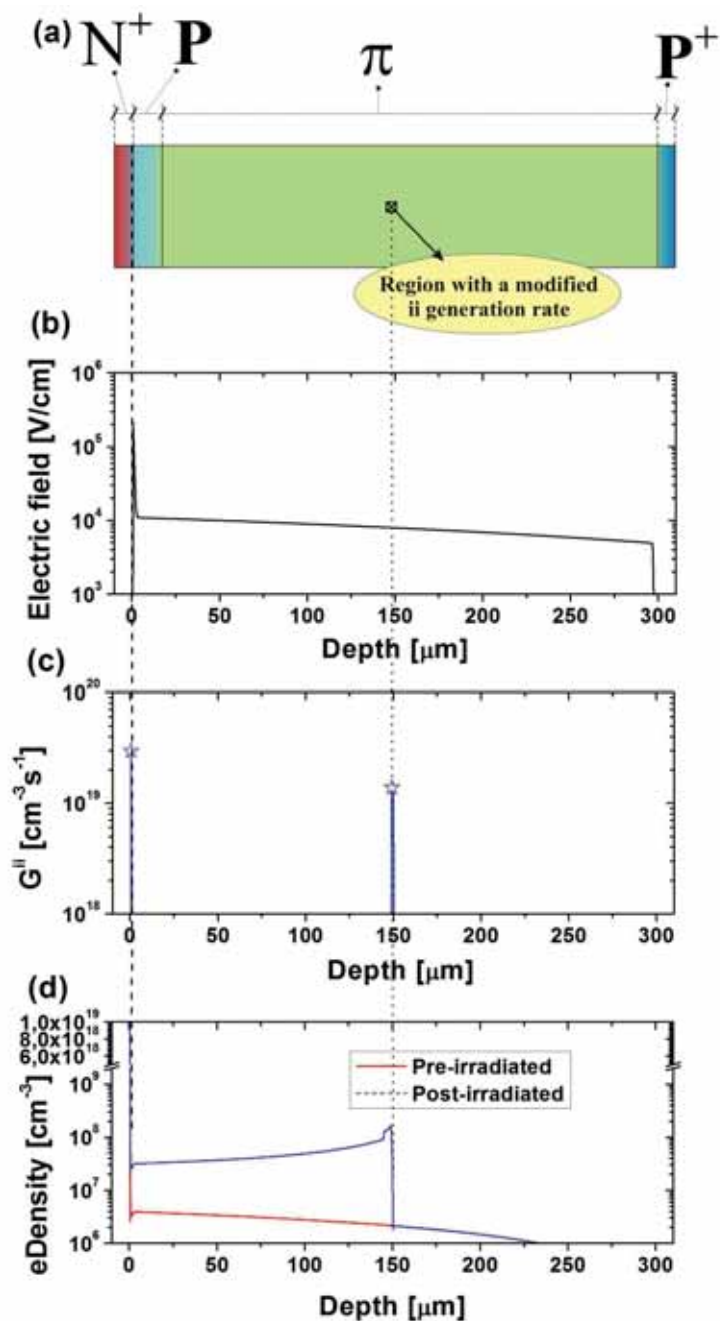 (a) N+ P π P+
Region with a modified
ii generation rate
(b)
Electric field [V/cm]
10^6
10^5
10^4
10^3
0 50 100 150 200 250 300
Depth [μm]
(c)
G^ii [cm^-3s^-1]
10^20
10^19
10^18
0 50 100 150 200 250 300
Depth [μm]
(d)
eDensity [cm^-3]
1,0x10^19
8,0x10^18
6,0x10^18
10^9
10^8
10^7
10^6
Pre-irradiated
Post-irradiated
0 50 100 150 200 250 300
Depth [μm]